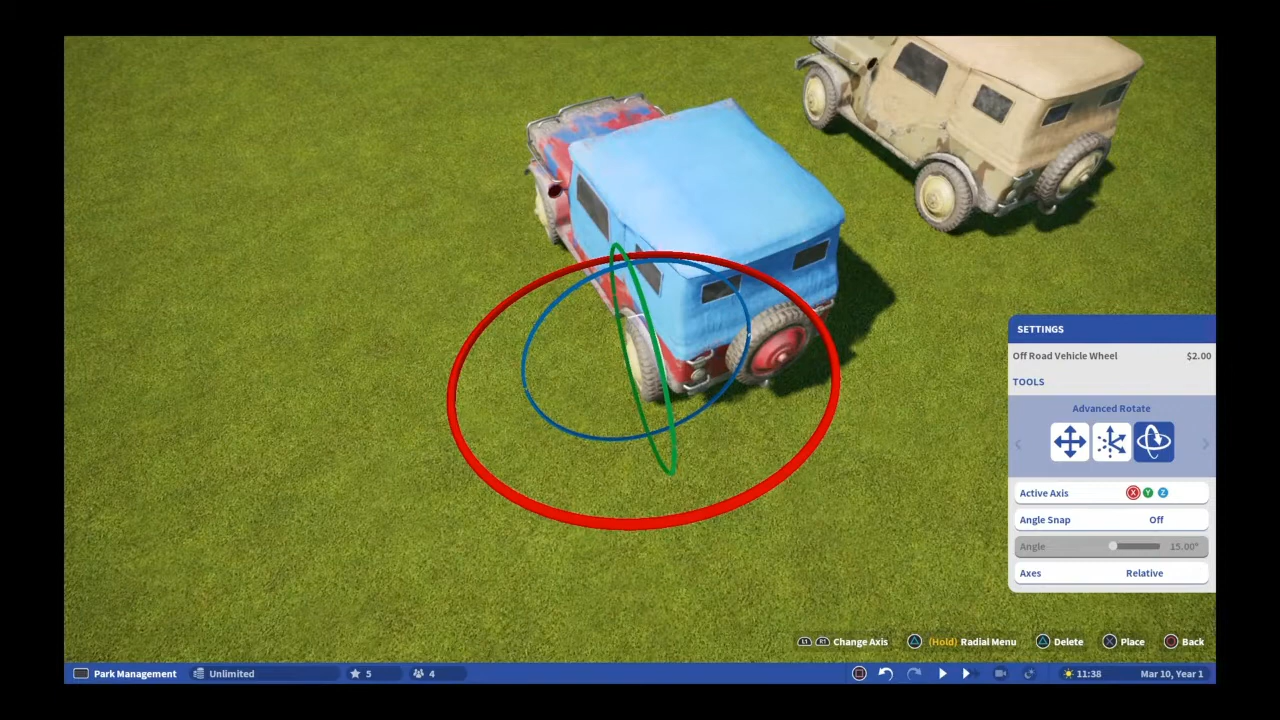 SETTINGS
Off Road Vehicle Wheel $2.00
TOOLS
Advanced Rotate
Active Axis X Y Z
Angle Snap Off
Angle 15.00°
Axes Relative
L1 R1 Change Axis (Hold) Radial Menu Delete Place Back
Park Management Unlimited 5 4 11:38 Mar 10, Year 1